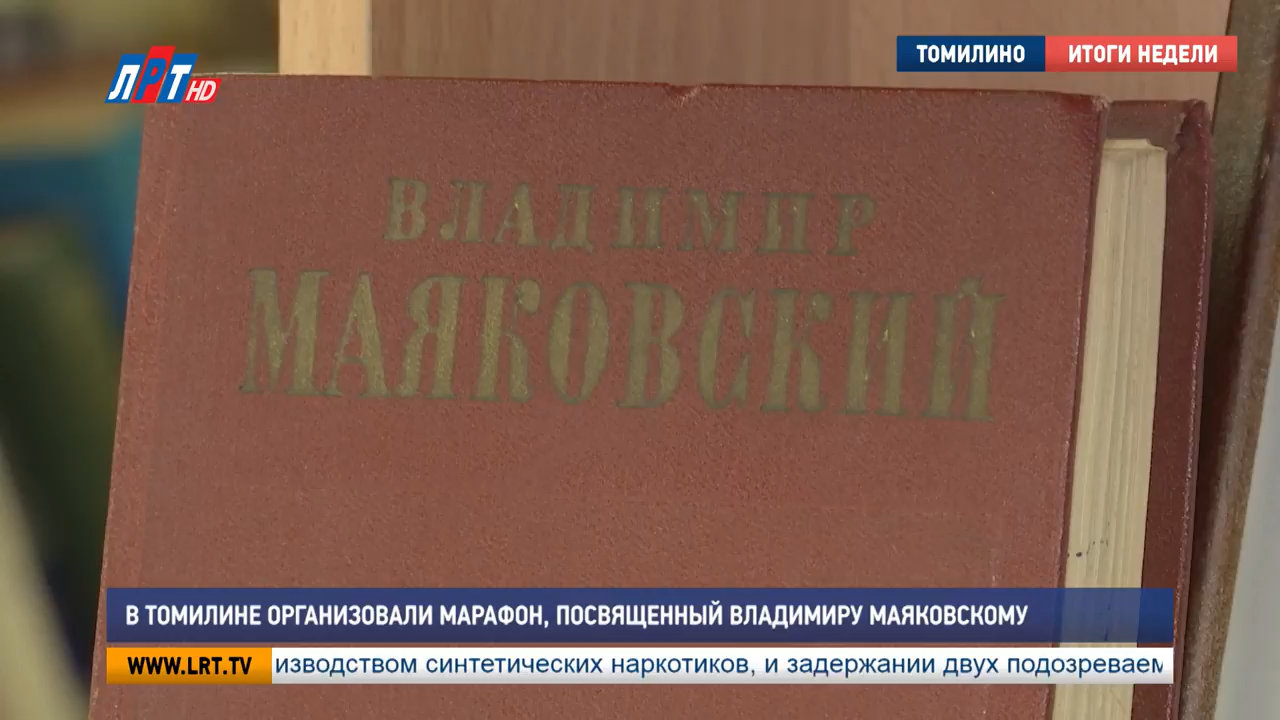 ЛРТ HD
ТОМИЛИНО ИТОГИ НЕДЕЛИ
ВЛАДИМИР
МАЯКОВСКИЙ
В ТОМИЛИНЕ ОРГАНИЗОВАЛИ МАРАФОН, ПОСВЯЩЕННЫЙ ВЛАДИМИРУ МАЯКОВСКОМУ
WWW.LRT.TV изводством синтетических наркотиков, и задержании двух подозреваем